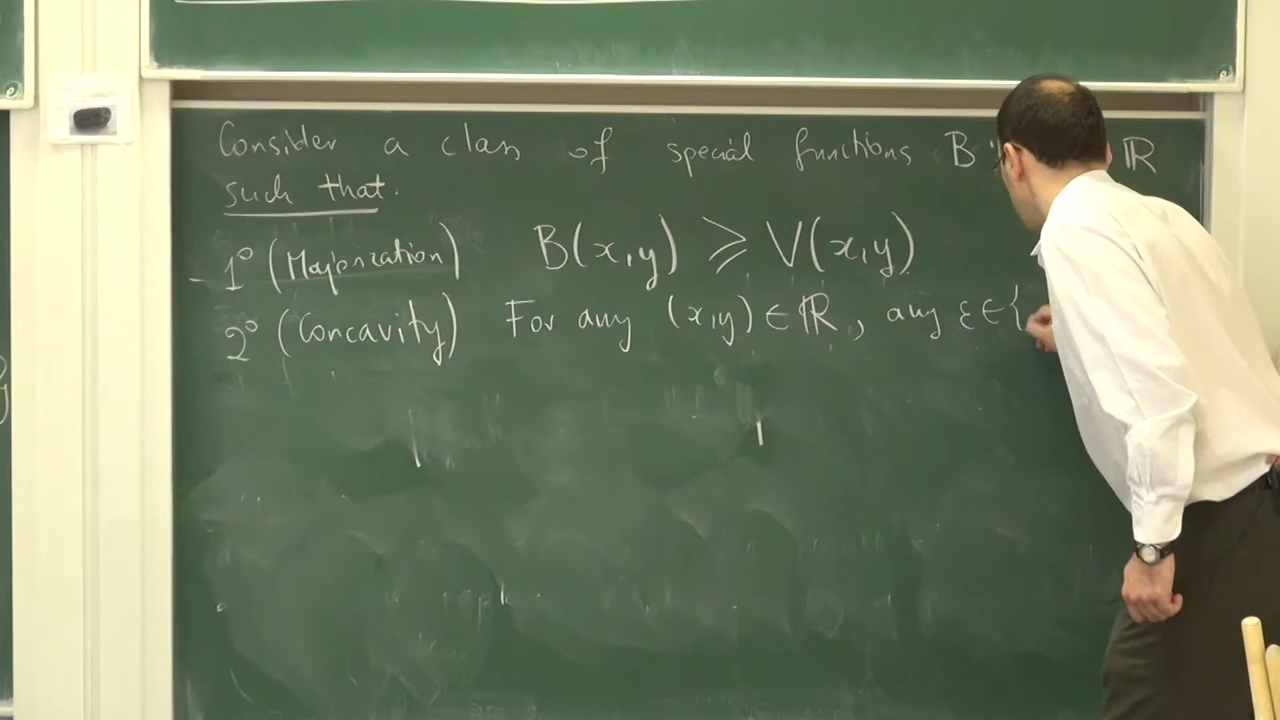 Consider a class of special functions B: ℝ
such that.
1° (Majorization) B(x,y) ⩾ V(x,y)
2° (Concavity) For any (x,y) ∈ ℝ, any ε∈{